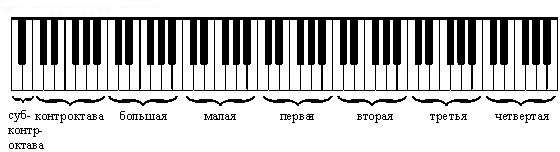 суб- контроктава большая малая первая вторая третья четвертая
контр-
октава